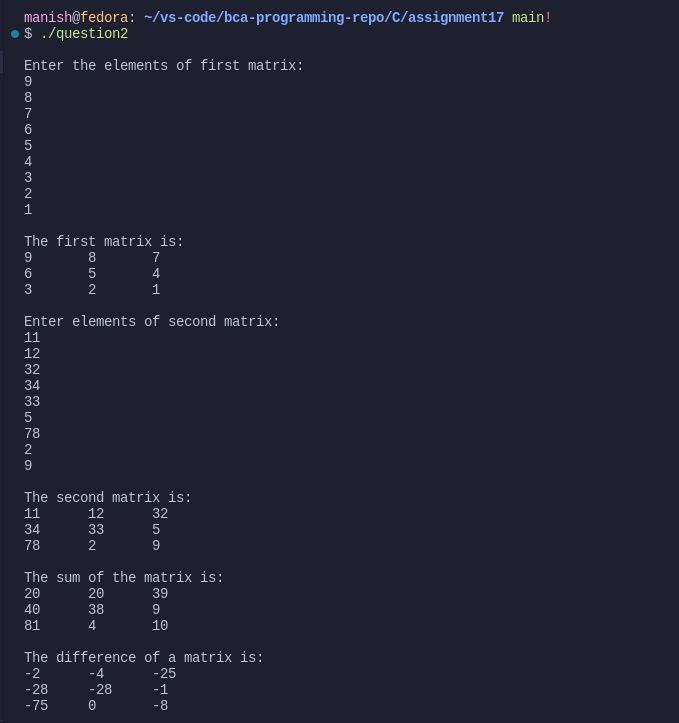 manish@fedora: ~/vs-code/bca-programming-repo/C/assignment17 main!
$ ./question2
Enter the elements of first matrix:
9
8
7
6
5
4
3
2
1
The first matrix is:
9 8 7
6 5 4
3 2 1
Enter elements of second matrix:
11
12
32
34
33
5
78
2
9
The second matrix is:
11 12 32
34 33 5
78 2 9
The sum of the matrix is:
20 20 39
40 38 9
81 4 10
The difference of a matrix is:
-2 -4 -25
-28 -28 -1
-75 0 -8